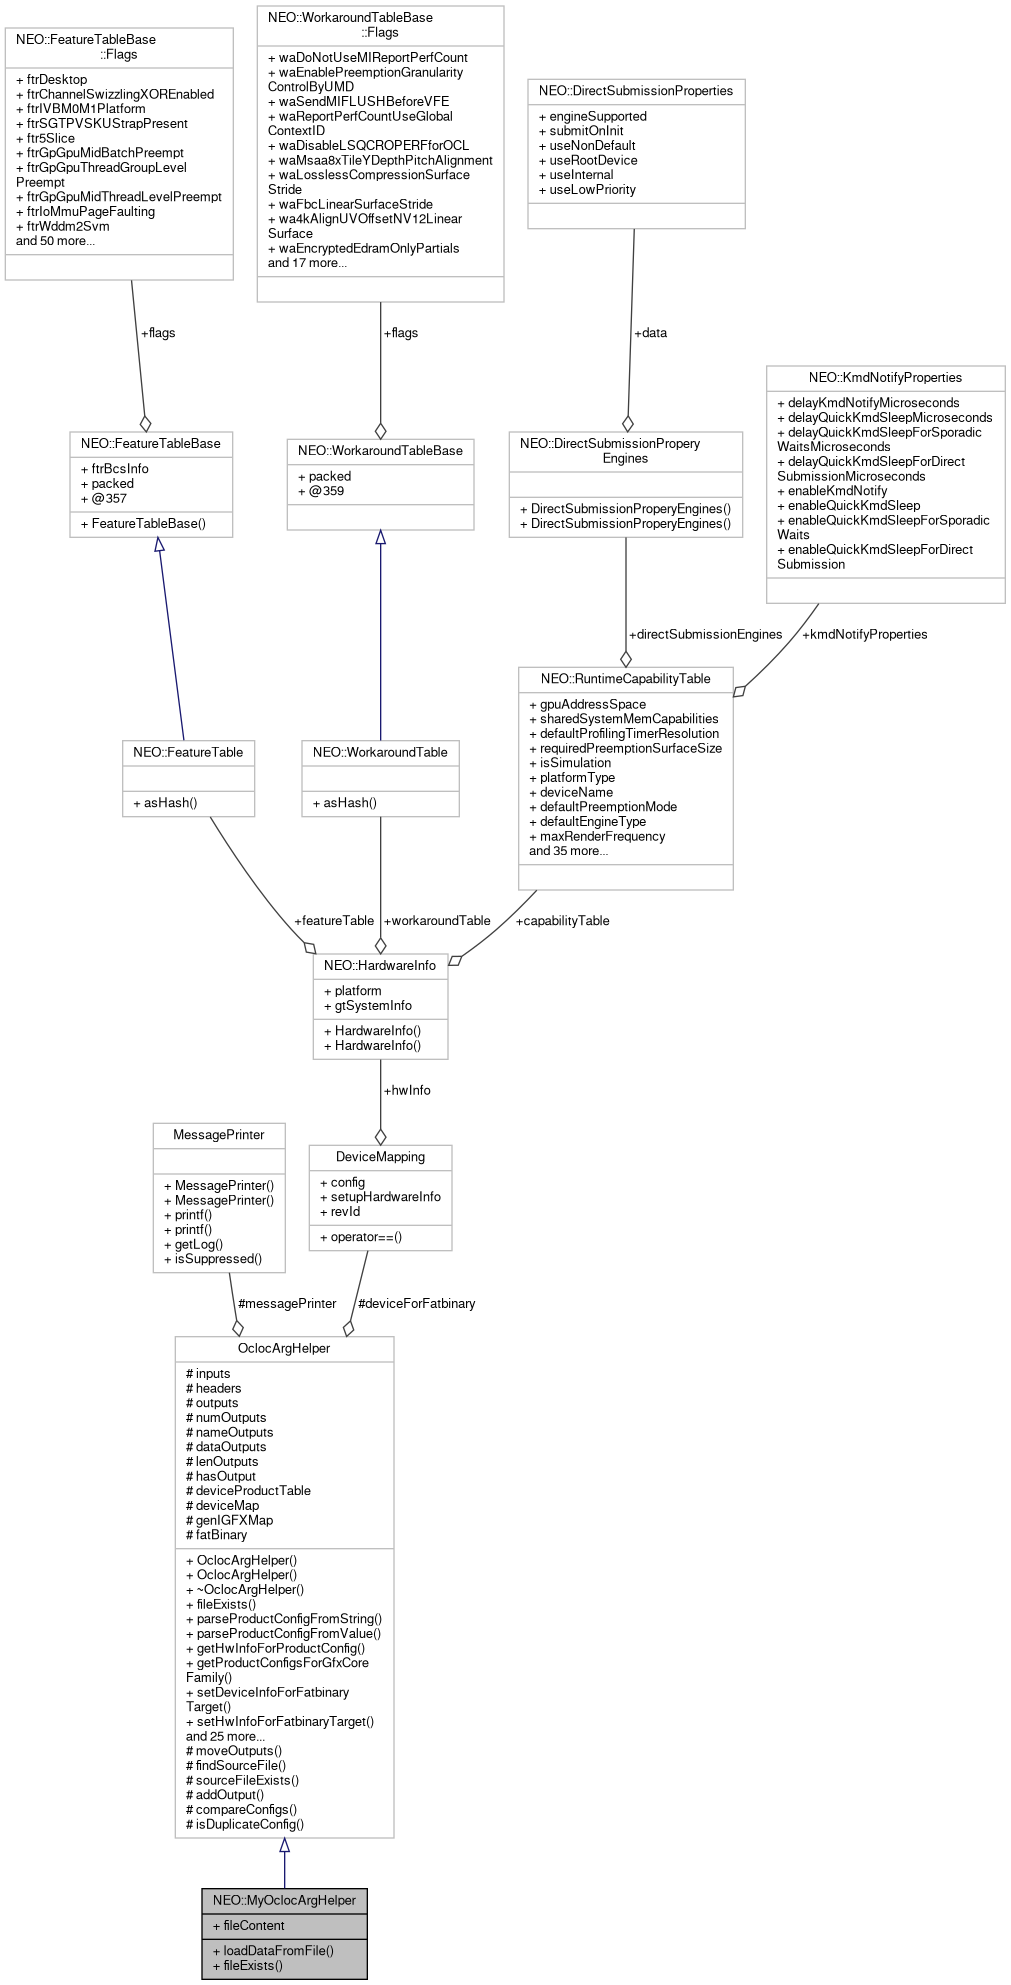 NEO::FeatureTableBase
::Flags
+ ftrDesktop
+ ftrChannelSwizzlingXOREnabled
+ ftrIVBM0M1Platform
+ ftrSGTPVSKUStrapPresent
+ ftr5Slice
+ ftrGpGpuMidBatchPreempt
+ ftrGpGpuThreadGroupLevel
Preempt
+ ftrGpGpuMidThreadLevelPreempt
+ ftrIoMmuPageFaulting
+ ftrWddm2Svm
and 50 more...
NEO::WorkaroundTableBase
::Flags
+ waDoNotUseMIReportPerfCount
+ waEnablePreemptionGranularity
ControlByUMD
+ waSendMIFLUSHBeforeVFE
+ waReportPerfCountUseGlobal
ContextID
+ waDisableLSQCROPERFforOCL
+ waMsaa8xTileYDepthPitchAlignment
+ waLosslessCompressionSurface
Stride
+ waFbcLinearSurfaceStride
+ wa4kAlignUVOffsetNV12Linear
Surface
+ waEncryptedEdramOnlyPartials
and 17 more...
NEO::DirectSubmissionProperties
+ engineSupported
+ submitOnInit
+ useNonDefault
+ useRootDevice
+ useInternal
+ useLowPriority
+flags
+flags
+data
NEO::KmdNotifyProperties
+ delayKmdNotifyMicroseconds
+ delayQuickKmdSleepMicroseconds
+ delayQuickKmdSleepForSporadic
WaitsMicroseconds
+ delayQuickKmdSleepForDirect
SubmissionMicroseconds
+ enableKmdNotify
+ enableQuickKmdSleep
+ enableQuickKmdSleepForSporadic
Waits
+ enableQuickKmdSleepForDirect
Submission
NEO::FeatureTableBase
+ ftrBcsInfo
+ packed
+ @357
+ FeatureTableBase()
NEO::WorkaroundTableBase
+ packed
+ @359
NEO::DirectSubmissionPropery
Engines
+ DirectSubmissionProperyEngines()
+ DirectSubmissionProperyEngines()
+directSubmissionEngines
+kmdNotifyProperties
NEO::FeatureTable
+ asHash()
NEO::WorkaroundTable
+ asHash()
NEO::RuntimeCapabilityTable
+ gpuAddressSpace
+ sharedSystemMemCapabilities
+ defaultProfilingTimerResolution
+ requiredPreemptionSurfaceSize
+ isSimulation
+ platformType
+ deviceName
+ defaultPreemptionMode
+ defaultEngineType
+ maxRenderFrequency
and 35 more...
+featureTable
+workaroundTable
+capabilityTable
NEO::HardwareInfo
+ platform
+ gtSystemInfo
+ HardwareInfo()
+ HardwareInfo()
+hwInfo
MessagePrinter
+ MessagePrinter()
+ MessagePrinter()
+ printf()
+ printf()
+ getLog()
+ isSuppressed()
DeviceMapping
+ config
+ setupHardwareInfo
+ revId
+ operator==()
#messagePrinter
#deviceForFatbinary
OclocArgHelper
# inputs
# headers
# outputs
# numOutputs
# nameOutputs
# dataOutputs
# lenOutputs
# hasOutput
# deviceProductTable
# deviceMap
# genIGFXMap
# fatBinary
+ OclocArgHelper()
+ OclocArgHelper()
+ ~OclocArgHelper()
+ fileExists()
+ parseProductConfigFromString()
+ parseProductConfigFromValue()
+ getHwInfoForProductConfig()
+ getProductConfigsForGfxCore
Family()
+ setDeviceInfoForFatbinary
Target()
+ setHwInfoForFatbinaryTarget()
and 25 more...
# moveOutputs()
# findSourceFile()
# sourceFileExists()
# addOutput()
# compareConfigs()
# isDuplicateConfig()
NEO::MyOclocArgHelper
+ fileContent
+ loadDataFromFile()
+ fileExists()